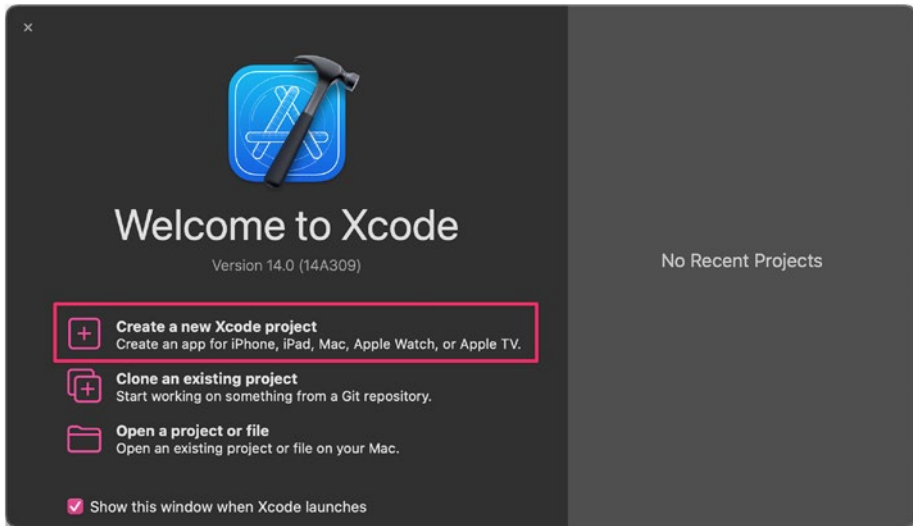 Welcome to Xcode
Version 14.0 (14A309)
No Recent Projects
Create a new Xcode project
Create an app for iPhone, iPad, Mac, Apple Watch, or Apple TV.
Clone an existing project
Start working on something from a Git repository.
Open a project or file
Open an existing project or file on your Mac.
Show this window when Xcode launches